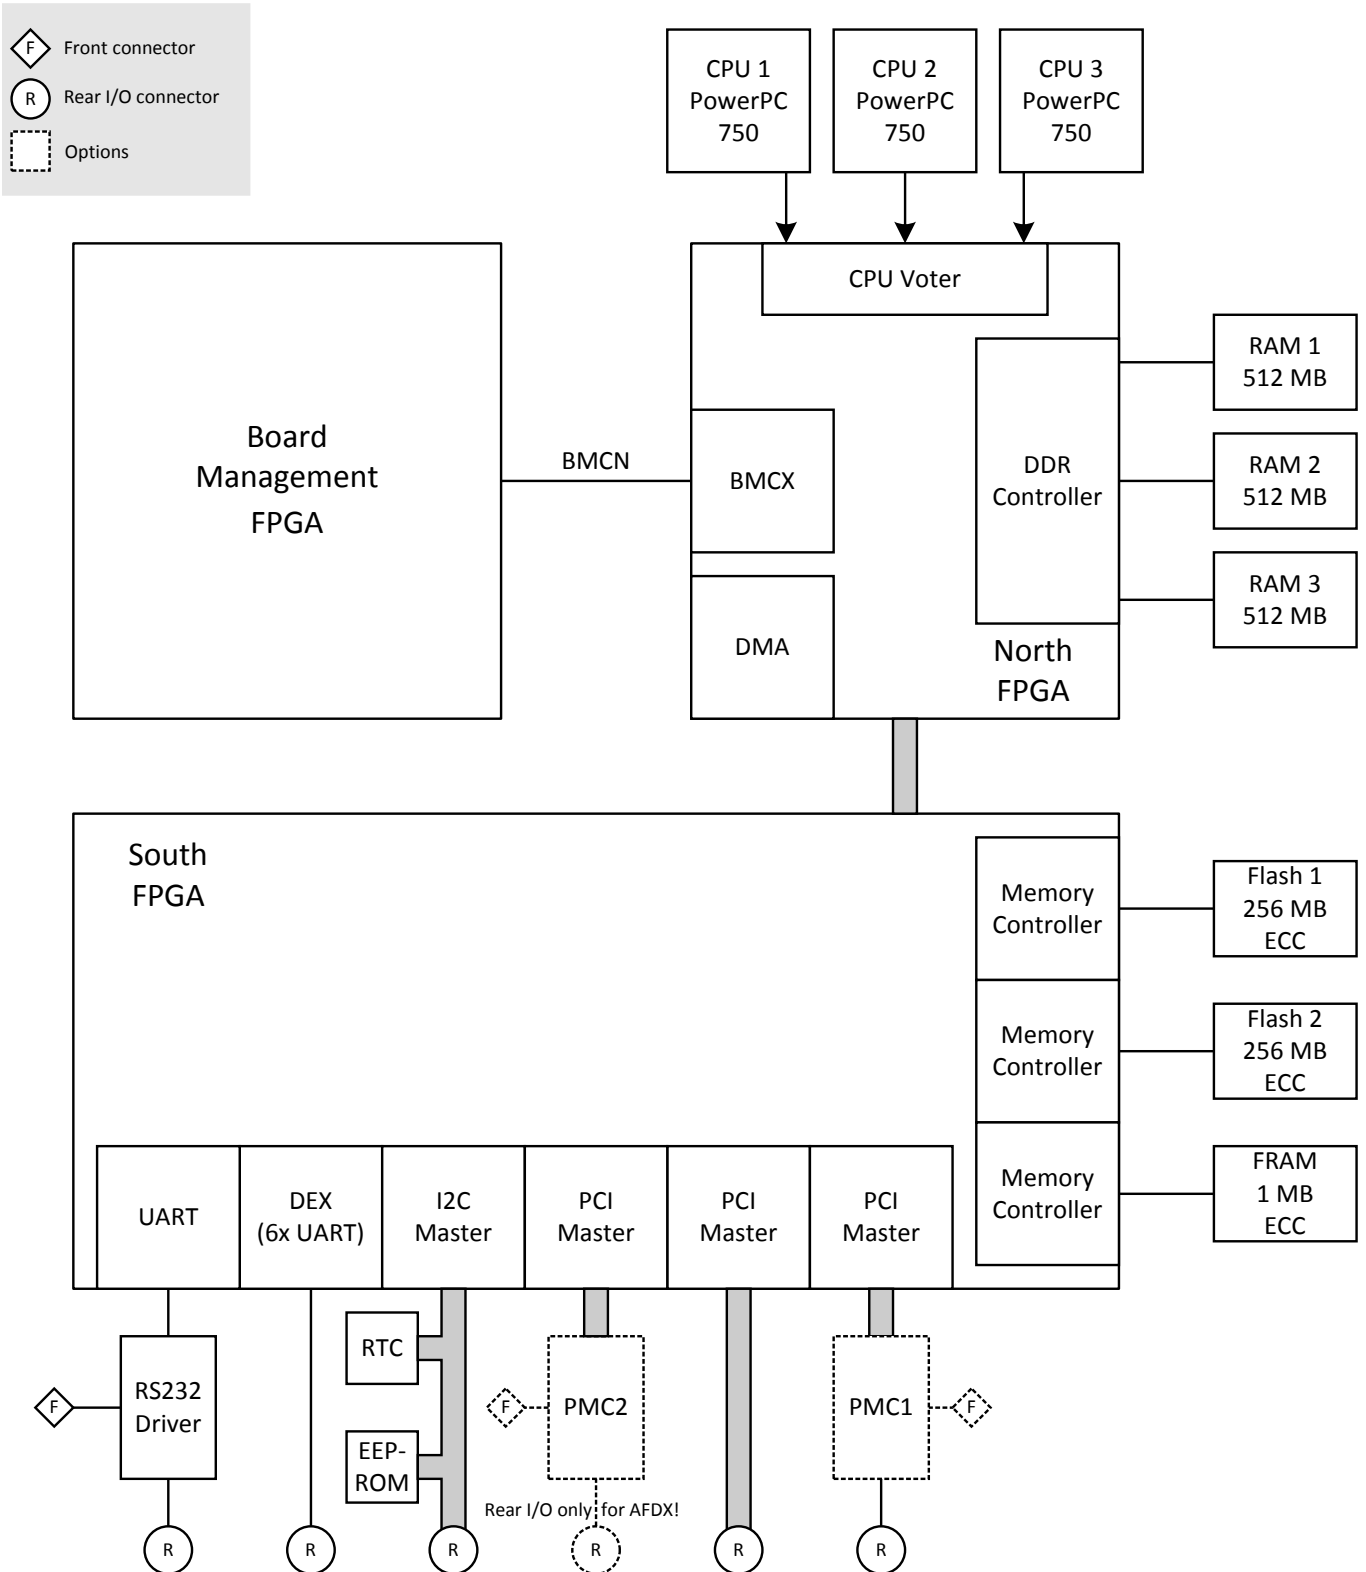 F Front connector
R Rear I/O connector
Options
CPU 1
PowerPC
750
CPU 2
PowerPC
750
CPU 3
PowerPC
750
CPU Voter
Board
Management
FPGA
BMCN
BMCX
DMA
DDR
Controller
North
FPGA
RAM 1
512 MB
RAM 2
512 MB
RAM 3
512 MB
South
FPGA
Memory
Controller
Memory
Controller
Memory
Controller
Flash 1
256 MB
ECC
Flash 2
256 MB
ECC
FRAM
1 MB
ECC
UART
DEX
(6x UART)
I2C
Master
PCI
Master
PCI
Master
PCI
Master
F
RS232
Driver
RTC
EEP-
ROM
F
PMC2
PMC1
F
Rear I/O only for AFDX!
R
R
R
R
R
R